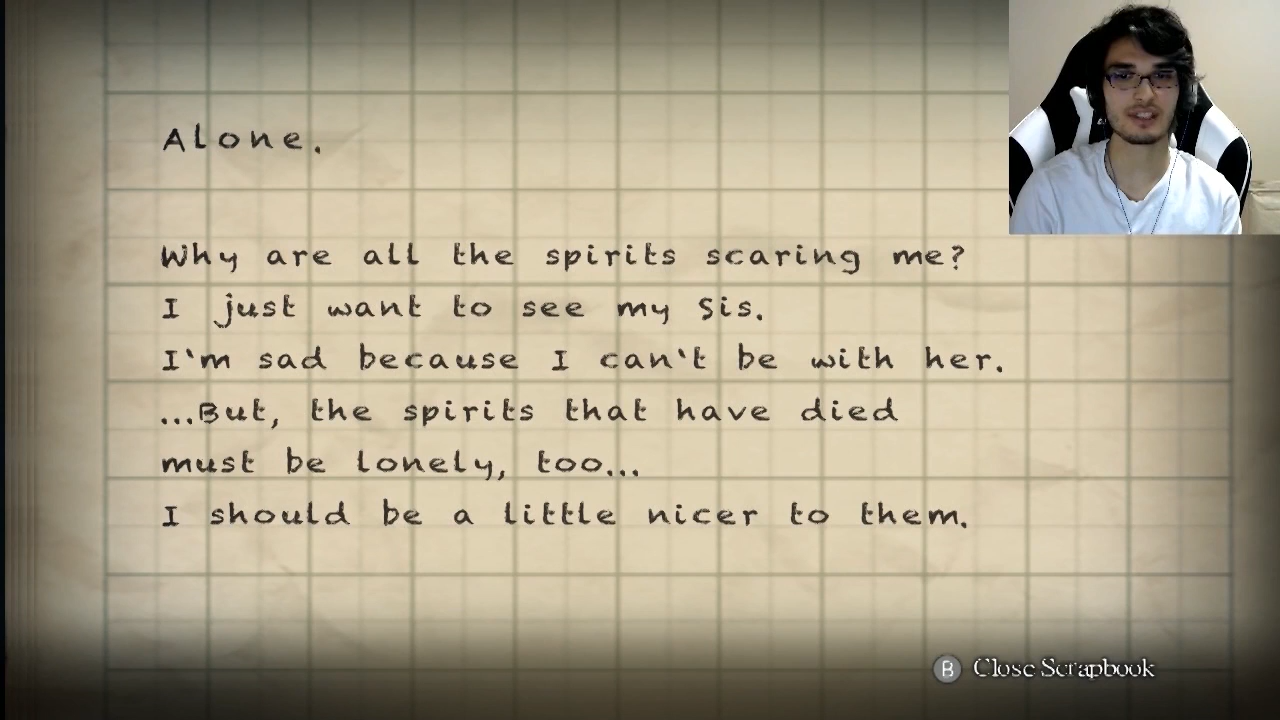 Alone.
Why are all the spirits scaring me?
I just want to see my Sis.
I'm sad because I can't be with her.
...But, the spirits that have died
must be lonely, too...
I should be a little nicer to them.
B Close Scrapbook